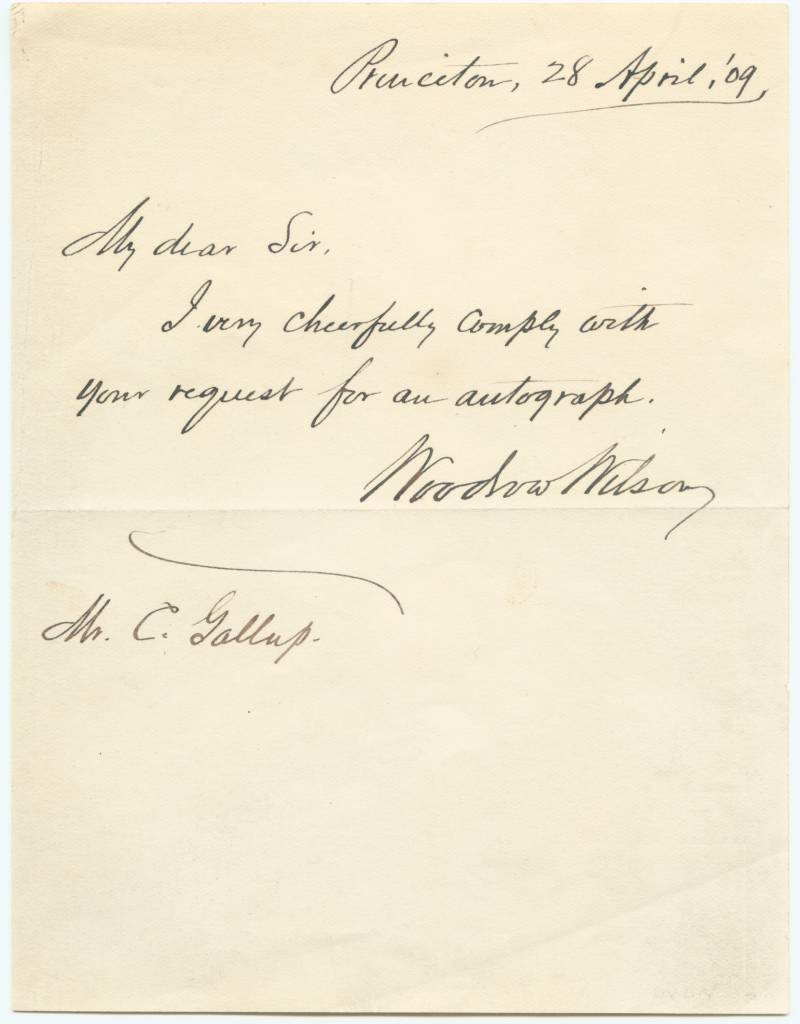 Princeton, 28 April, '09,
My dear Sir,
I very cheerfully comply with
your request for an autograph.
Woodrow Wilson
Mr. C. Gallup.